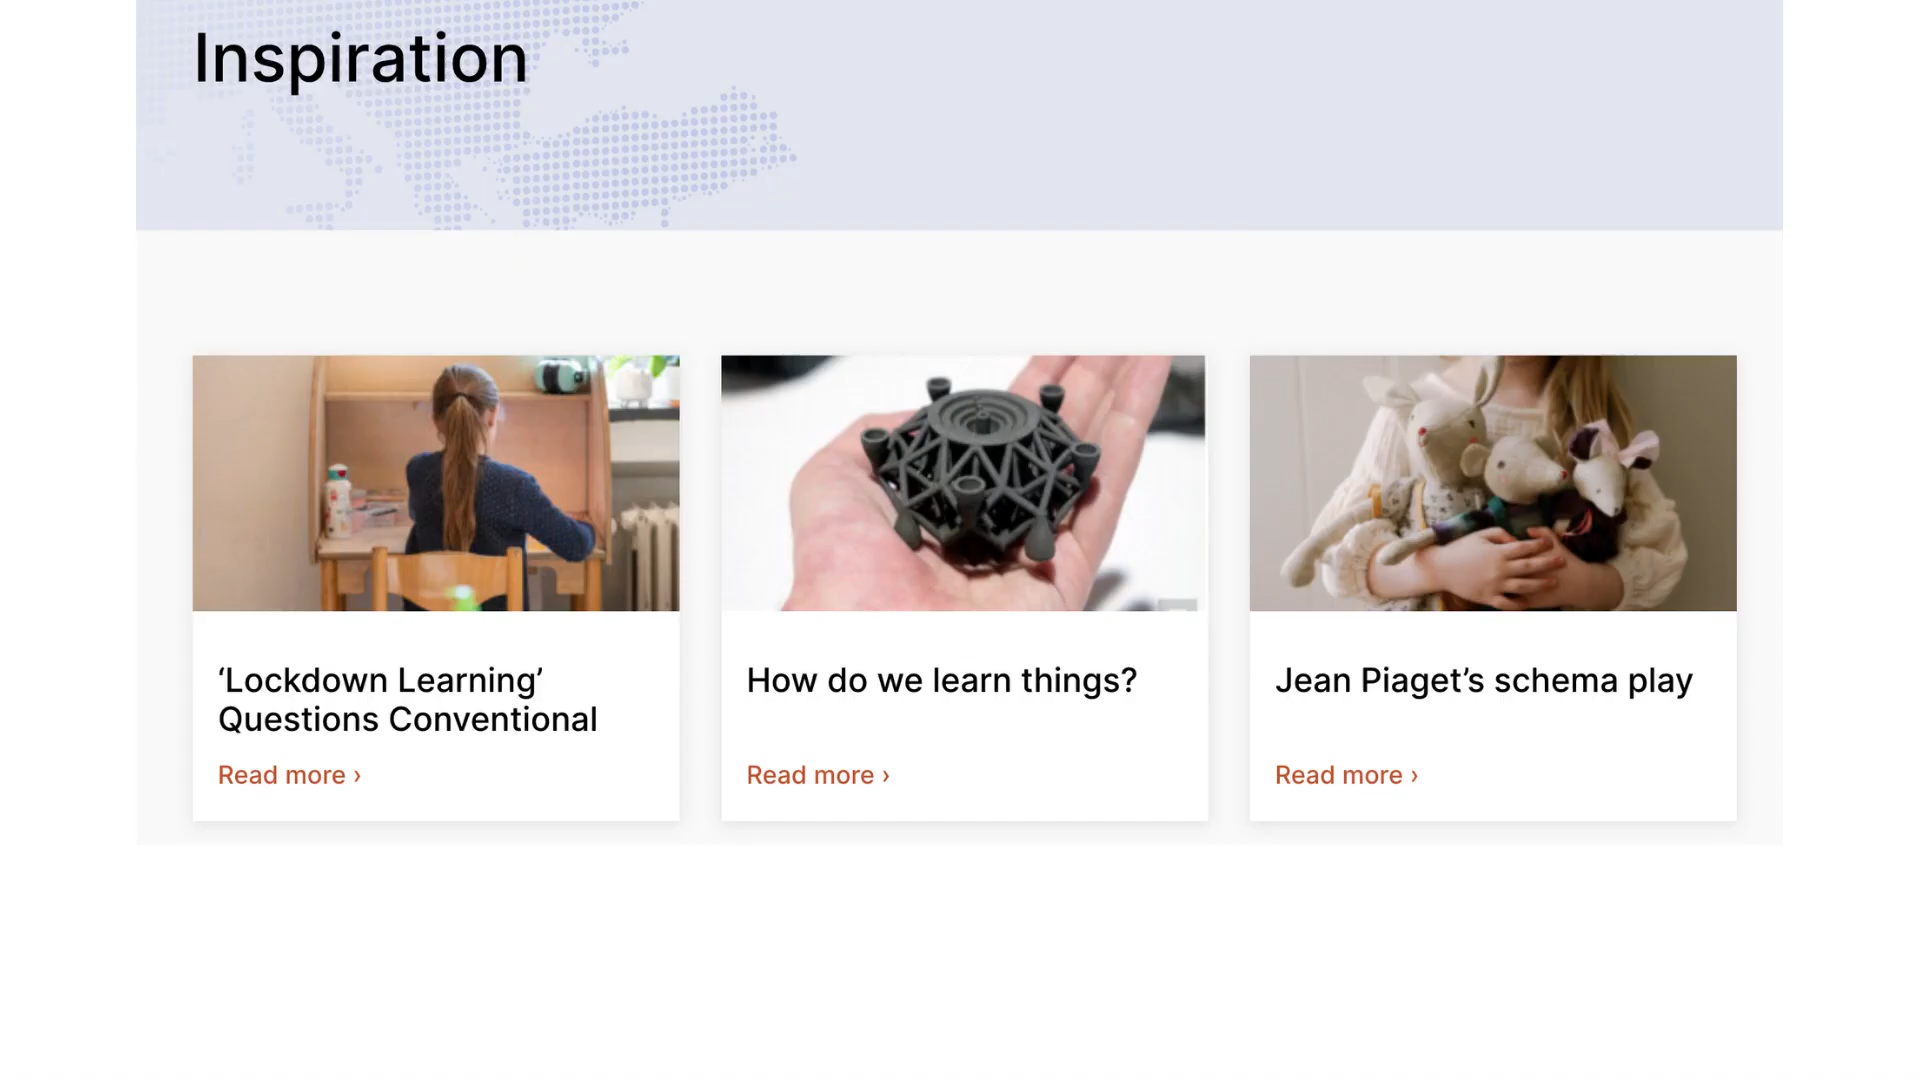 Inspiration
‘Lockdown Learning’
Questions Conventional
Read more ›
How do we learn things?
Read more ›
Jean Piaget’s schema play
Read more ›